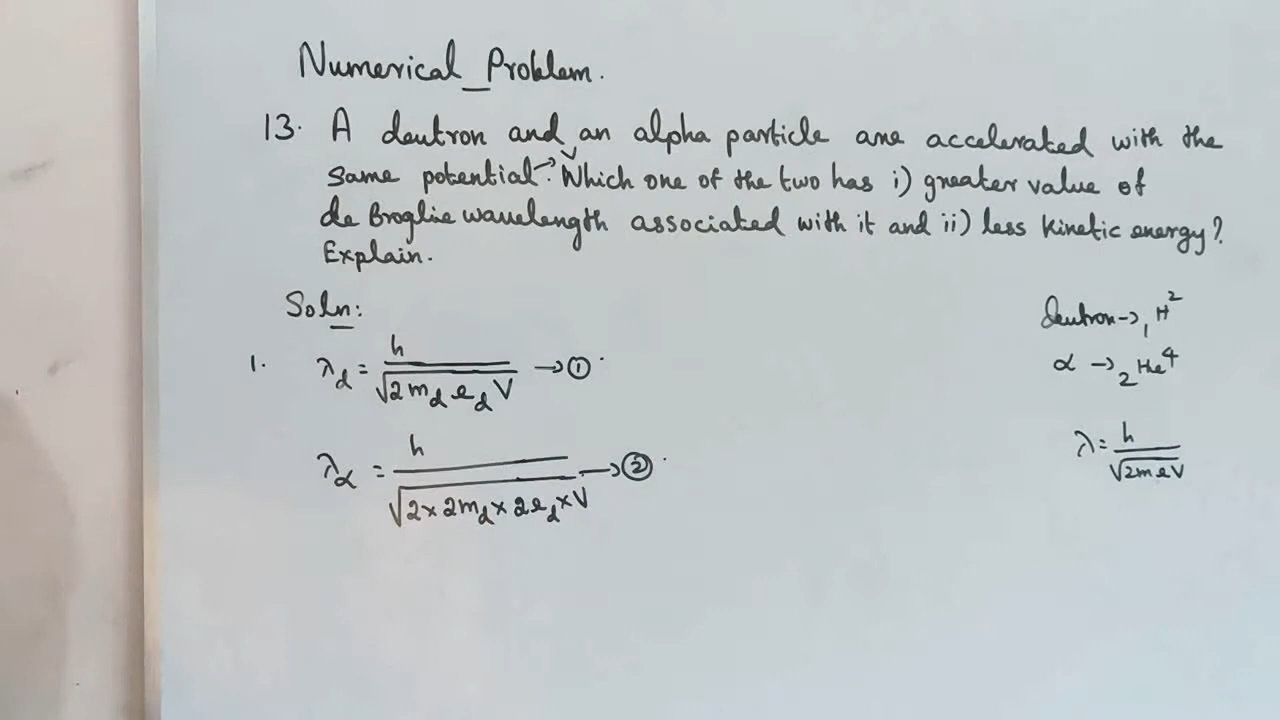 Numerical_Problem.
13. A deutron and an alpha particle are accelerated with the
same potential→V. Which one of the two has i) greater value of
de Broglie wavelength associated with it and ii) less kinetic energy?
Explain.
Soln:
deutron→ ₁H²
1. λd = h/√(2 md ed V) →①
α → ₂He⁴
λ = h/√(2meV)
λα = h/√(2×2md×2ed×V) →②